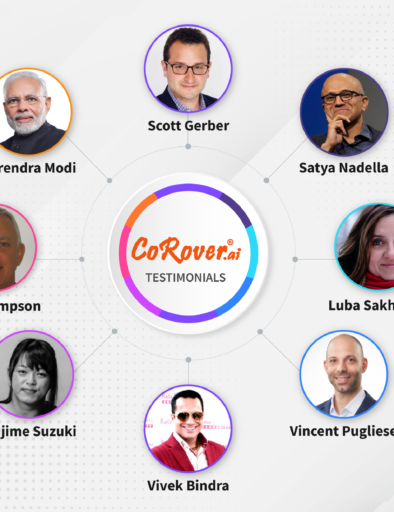 Scott Gerber
rendra Modi
Satya Nadella
CoRover®.ai
TESTIMONIALS
mpson
Luba Sakh
jime Suzuki
Vincent Pugliese
Vivek Bindra